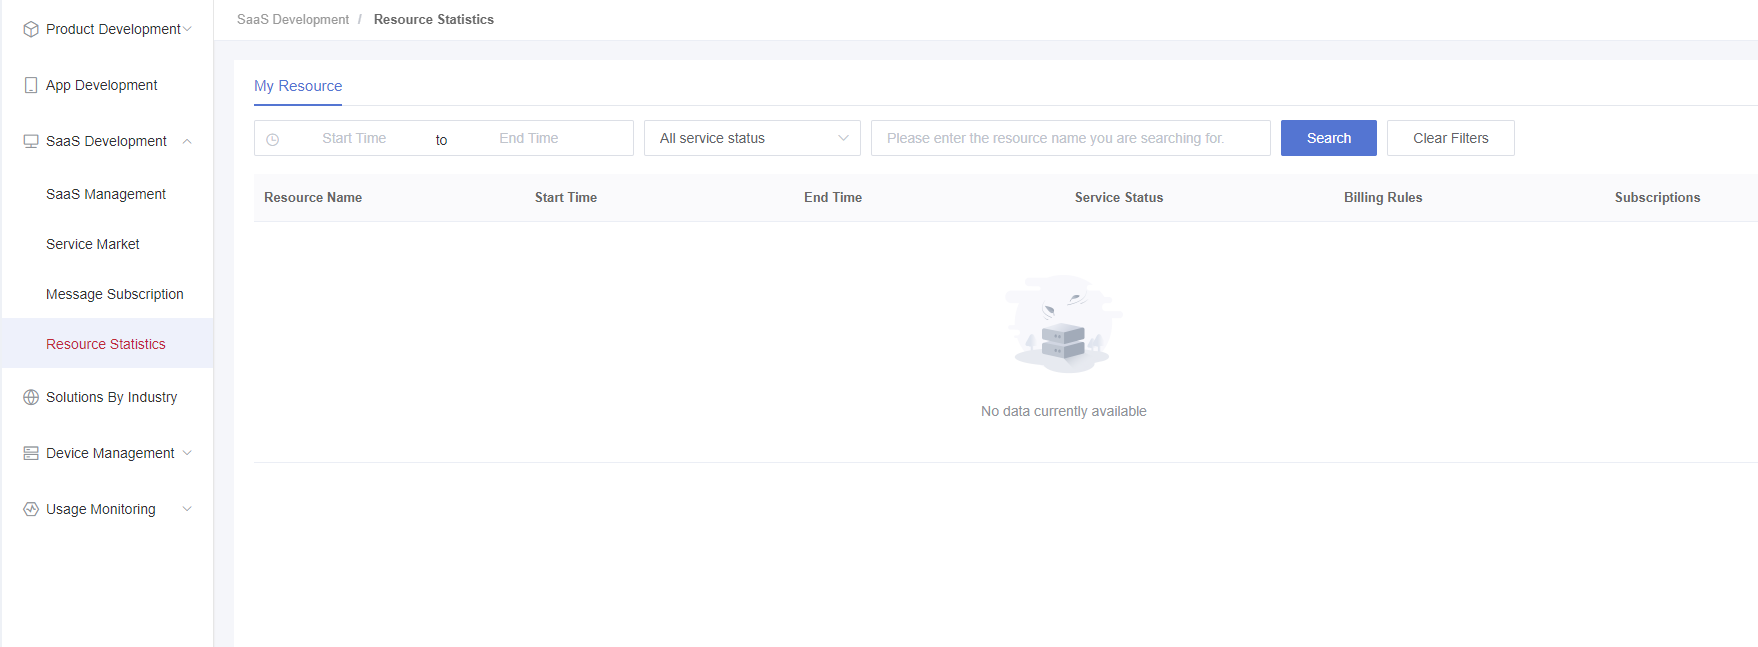 Product Development
App Development
SaaS Development
SaaS Management
Service Market
Message Subscription
Resource Statistics
Solutions By Industry
Device Management
Usage Monitoring
SaaS Development / Resource Statistics
My Resource
Start Time to End Time All service status Please enter the resource name you are searching for. Search Clear Filters
Resource Name Start Time End Time Service Status Billing Rules Subscriptions
No data currently available